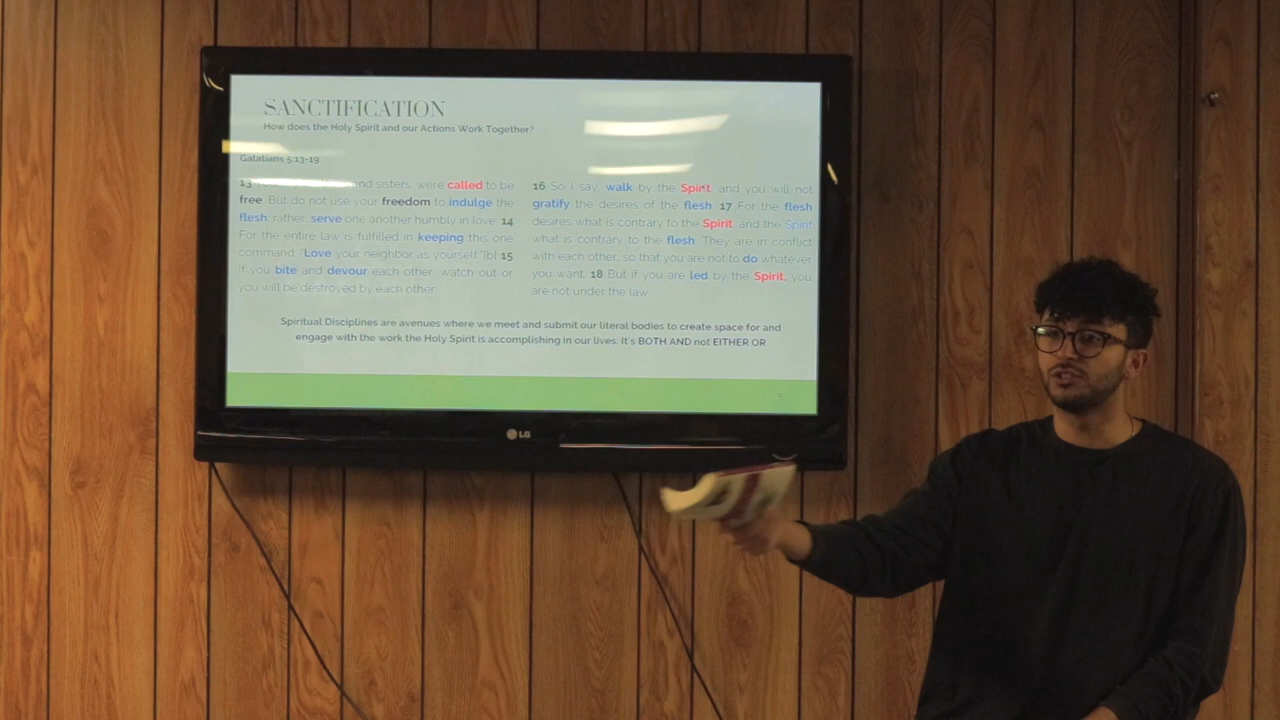 SANCTIFICATION
How does the Holy Spirit and our Actions Work Together?
Galatians 5:13-19
13 and sisters, were called to be
free. But do not use your freedom to indulge the
flesh, rather, serve one another humbly in love. 14
For the entire law is fulfilled in keeping this one
command: "Love your neighbor as yourself."[b] 15
If you bite and devour each other, watch out or
you will be destroyed by each other.
16 So I say, walk by the Spirit, and you will not
gratify the desires of the flesh. 17 For the flesh
desires what is contrary to the Spirit, and the Spirit
what is contrary to the flesh. They are in conflict
with each other, so that you are not to do whatever
you want. 18 But if you are led by the Spirit, you
are not under the law.
Spiritual Disciplines are avenues where we meet and submit our literal bodies to create space for and
engage with the work the Holy Spirit is accomplishing in our lives. It's BOTH AND not EITHER OR
5
LG